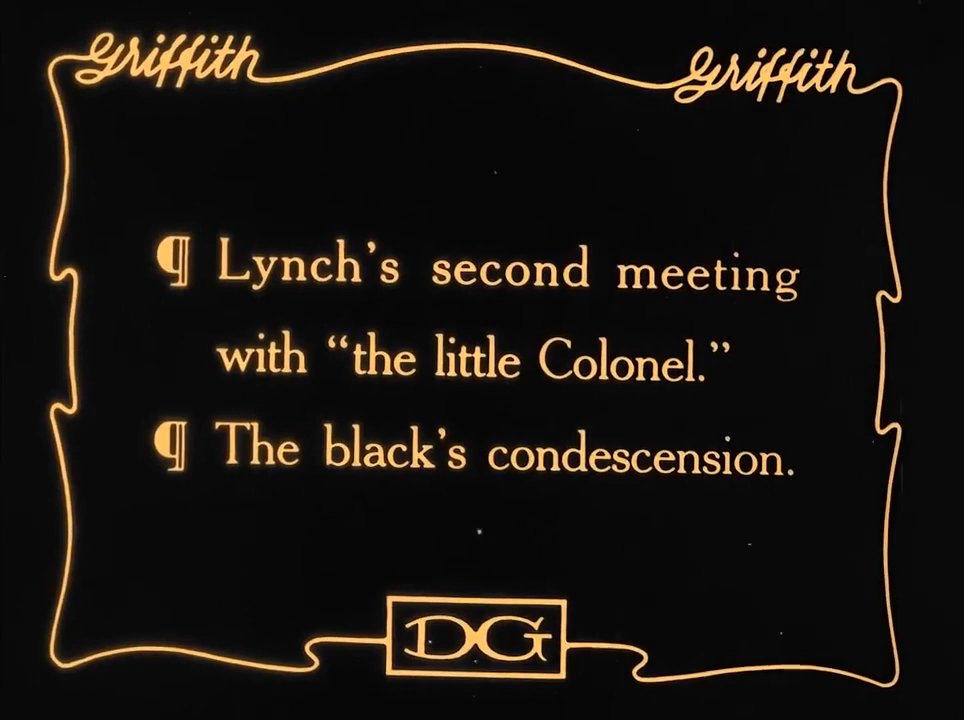 Griffith Griffith
¶ Lynch's second meeting
with “the little Colonel.”
¶ The black's condescension.
DG